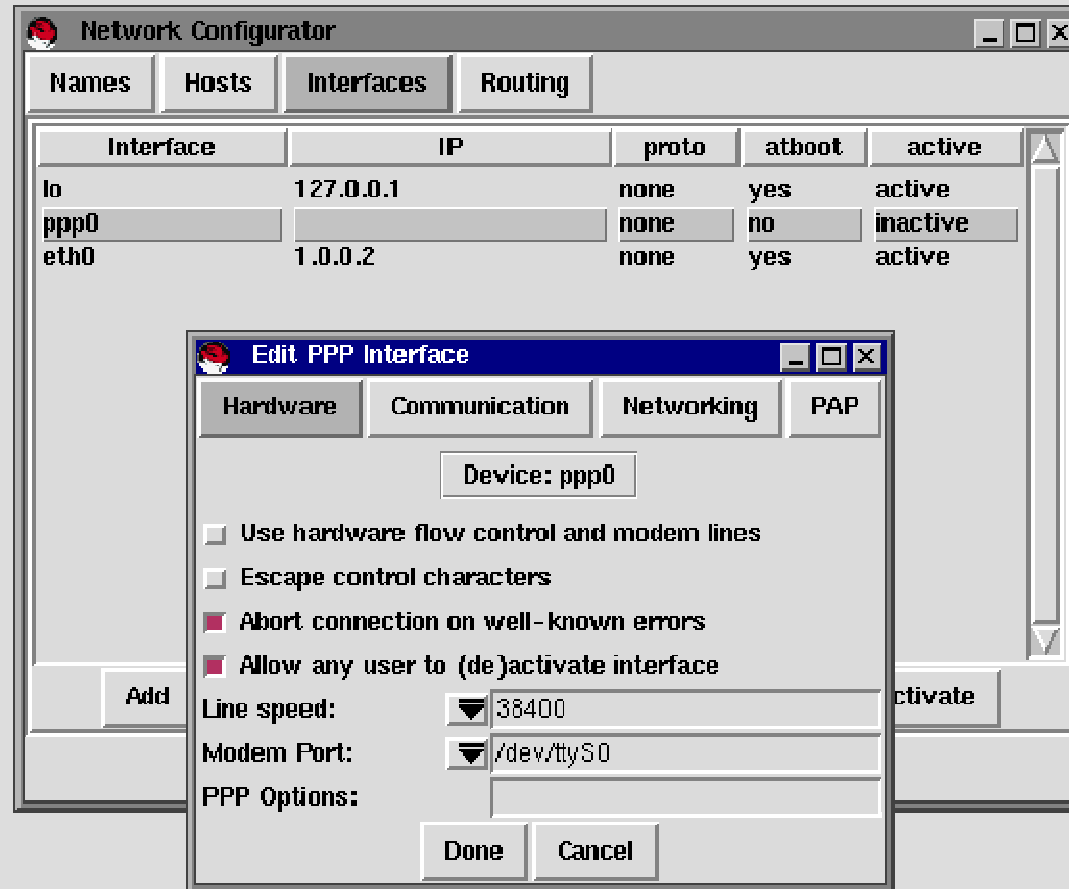 Network Configurator
Names Hosts Interfaces Routing
Interface IP proto atboot active
lo 127.0.0.1 none yes active
ppp0 none no inactive
eth0 1.0.0.2 none yes active
Edit PPP Interface
Hardware Communication Networking PAP
Device: ppp0
Use hardware flow control and modem lines
Escape control characters
Abort connection on well-known errors
Allow any user to (de)activate interface
Add ctivate
Line speed: 38400
Modem Port: /dev/ttyS0
PPP Options:
Done Cancel